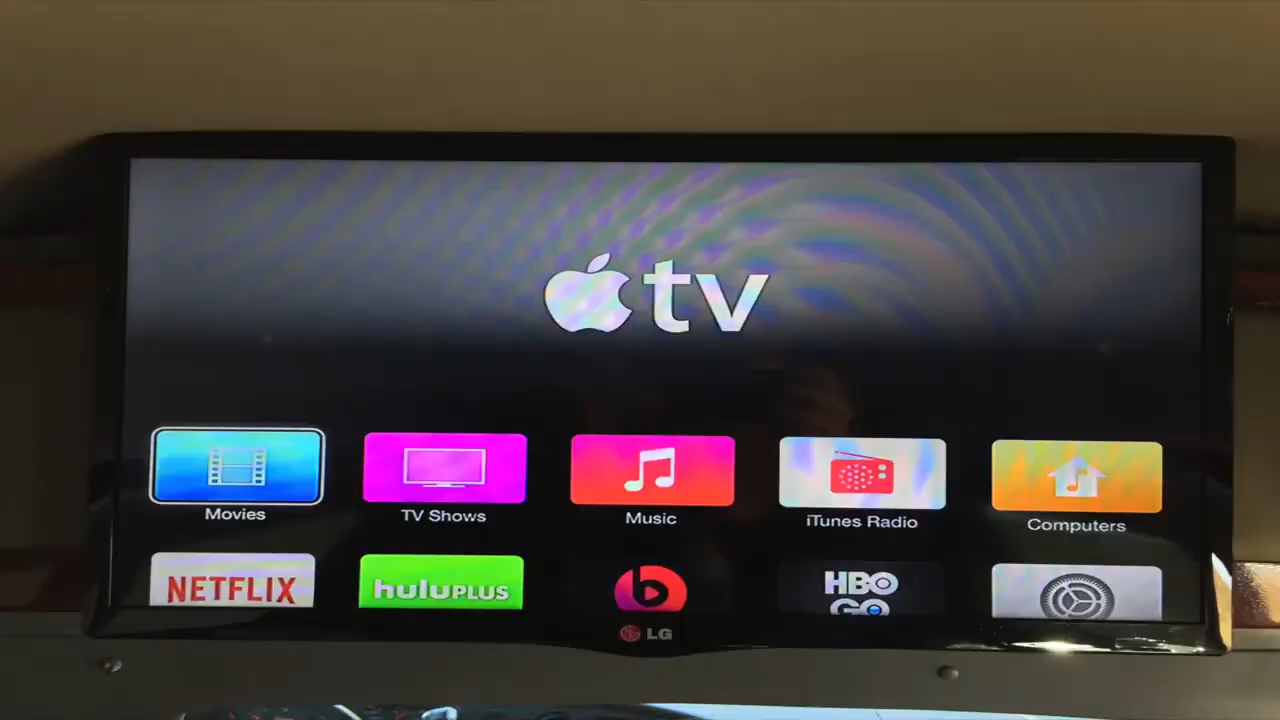 tv
Movies
TV Shows
Music
iTunes Radio
Computers
NETFLIX
huluPLUS
b
HBO
GO
LG